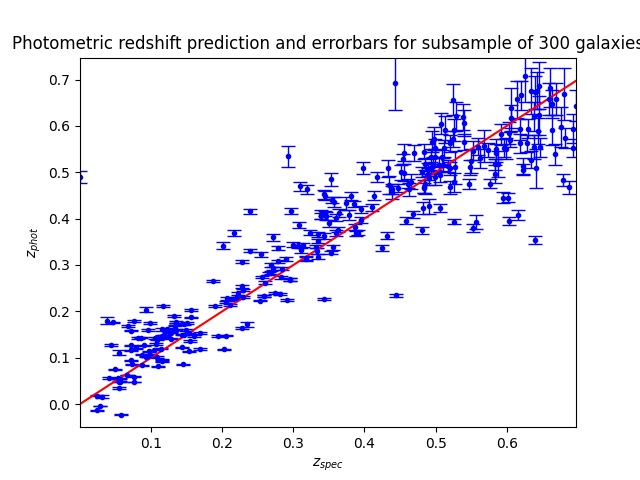 Photometric redshift prediction and errorbars for subsample of 300 galaxies
0.7
0.6
0.5
0.4
0.3
0.2
0.1
0.0
z_phot
0.1 0.2 0.3 0.4 0.5 0.6
z_spec